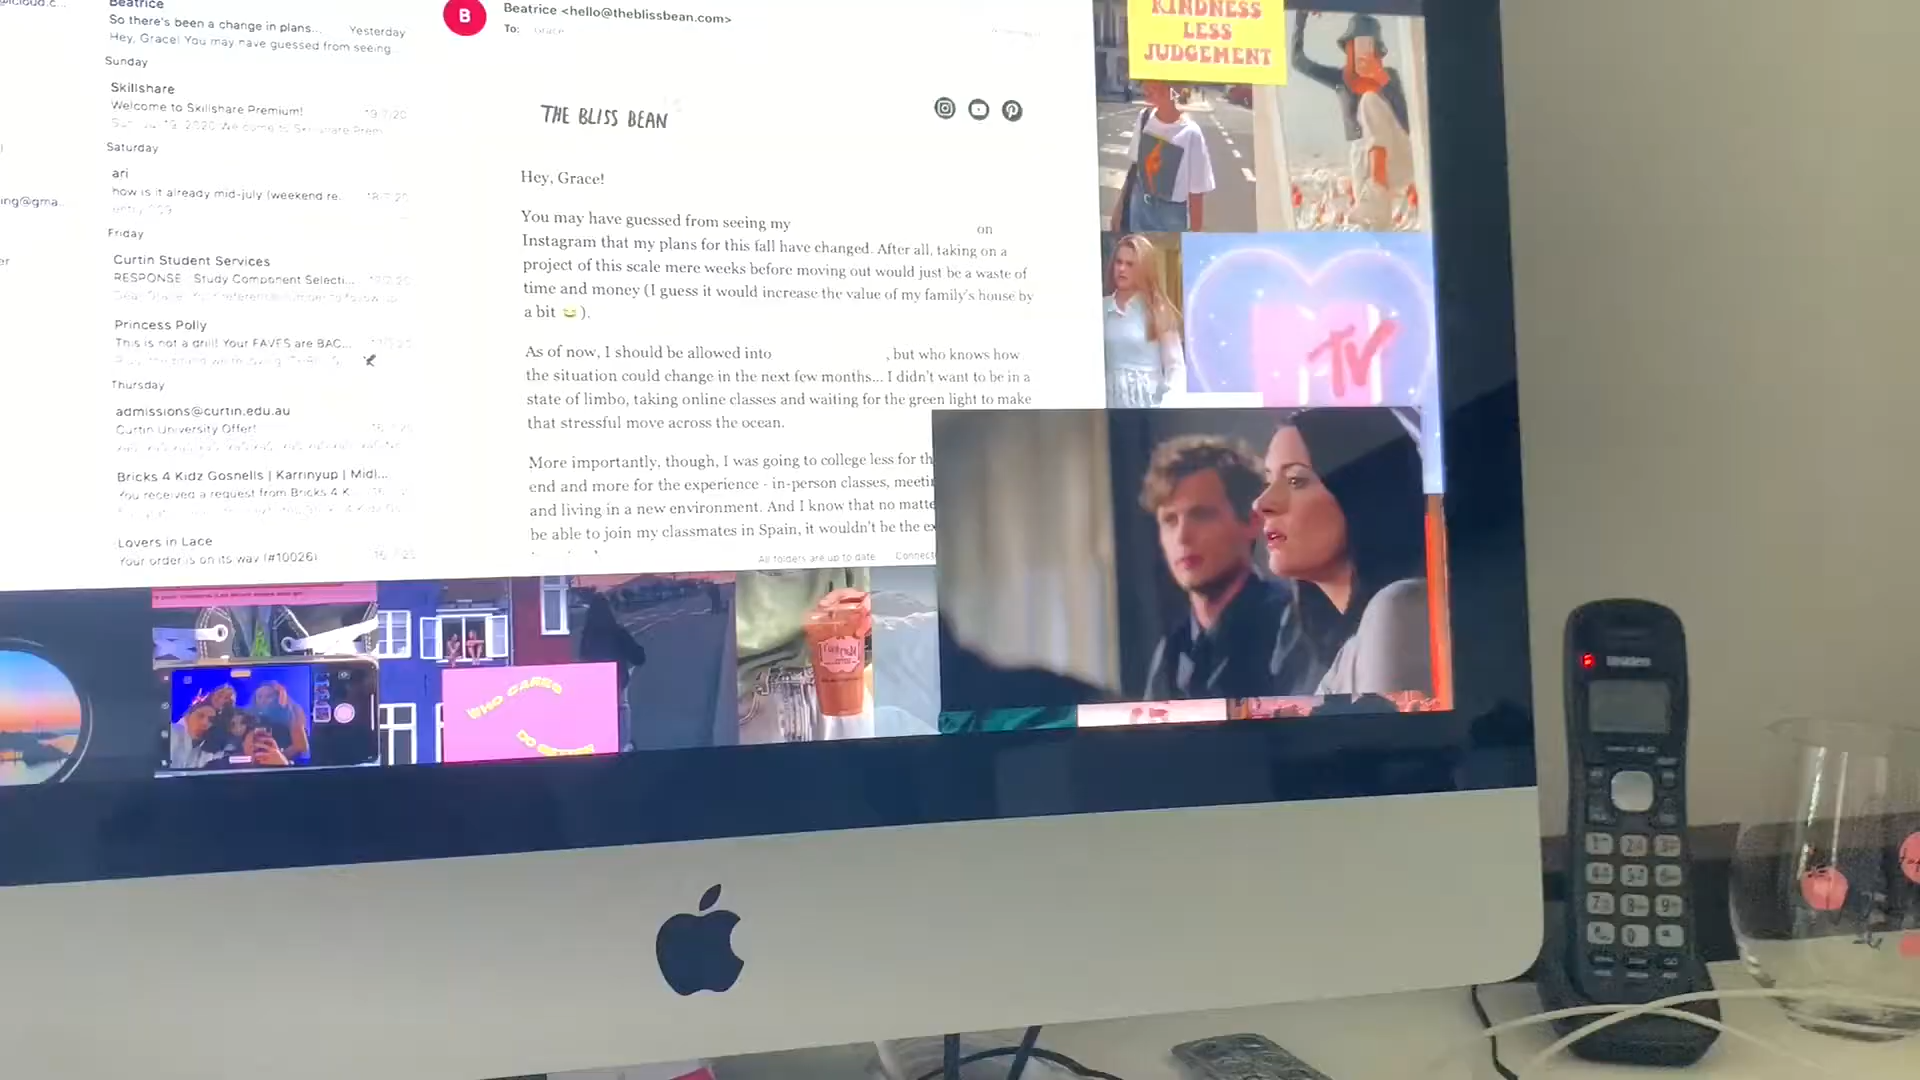 Beatrice
So there's been a change in plans... Yesterday
Hey, Grace! You may have guessed from seeing
Sunday
Skillshare
Welcome to Skillshare Premium! 19/7/20
Saturday
ari
how is it already mid-july (weekend re.
Friday
Curtin Student Services
RESPONSE : Study Component Selecti...
Princess Polly
This is not a drill! Your FAVES are BAC...
Thursday
admissions@curtin.edu.au
Curtin University Offer!
Bricks 4 Kidz Gosnells | Karrinyup | Midl...
You received a request from Bricks 4 K
Lovers in Lace
Your order is on its way (#10026)
ing@gma..
B
Beatrice <hello@theblissbean.com>
To: Grace
THE BLISS BEAN
Hey, Grace!
You may have guessed from seeing my on
Instagram that my plans for this fall have changed. After all, taking on a
project of this scale mere weeks before moving out would just be a waste of
time and money (I guess it would increase the value of my family's house by
a bit 😂).
As of now, I should be allowed into , but who knows how
the situation could change in the next few months... I didn't want to be in a
state of limbo, taking online classes and waiting for the green light to make
that stressful move across the ocean.
More importantly, though, I was going to college less for th
end and more for the experience - in-person classes, meeti
and living in a new environment. And I know that no matte
be able to join my classmates in Spain, it wouldn't be the ex
All folders are up to date Connect
KINDNESS
LESS
JUDGEMENT
TV
WHO CARES
Uniden